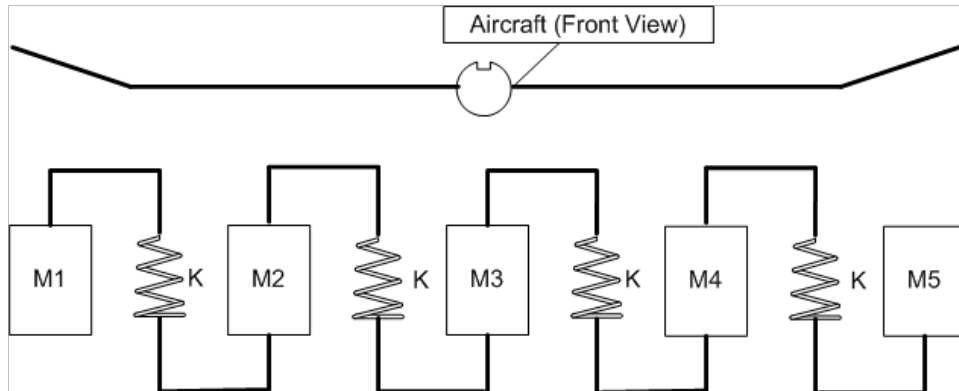 Aircraft (Front View)
M1
K
M2
K
M3
K
M4
K
M5